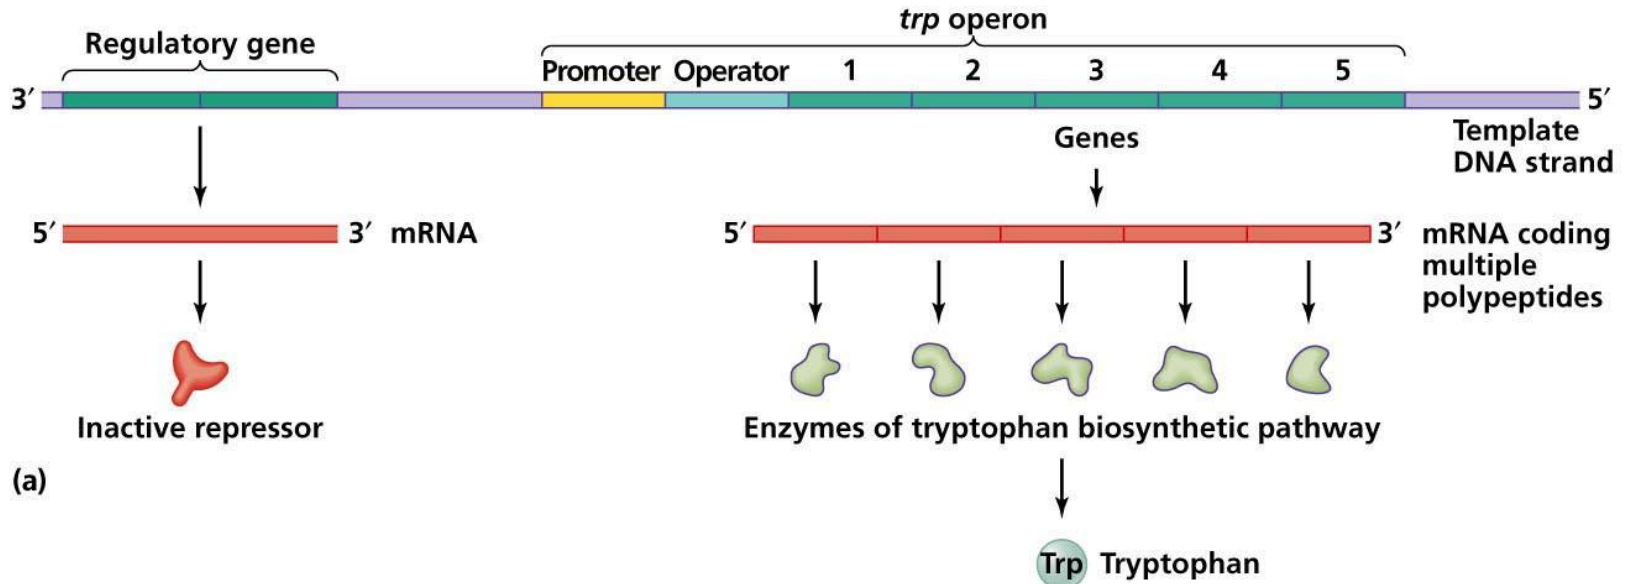 trp operon
Regulatory gene
Promoter Operator 1 2 3 4 5
3′ 5′
Genes
Template
DNA strand
5′ 3′ mRNA
5′ 3′ mRNA coding
multiple
polypeptides
Inactive repressor
Enzymes of tryptophan biosynthetic pathway
(a)
Trp Tryptophan